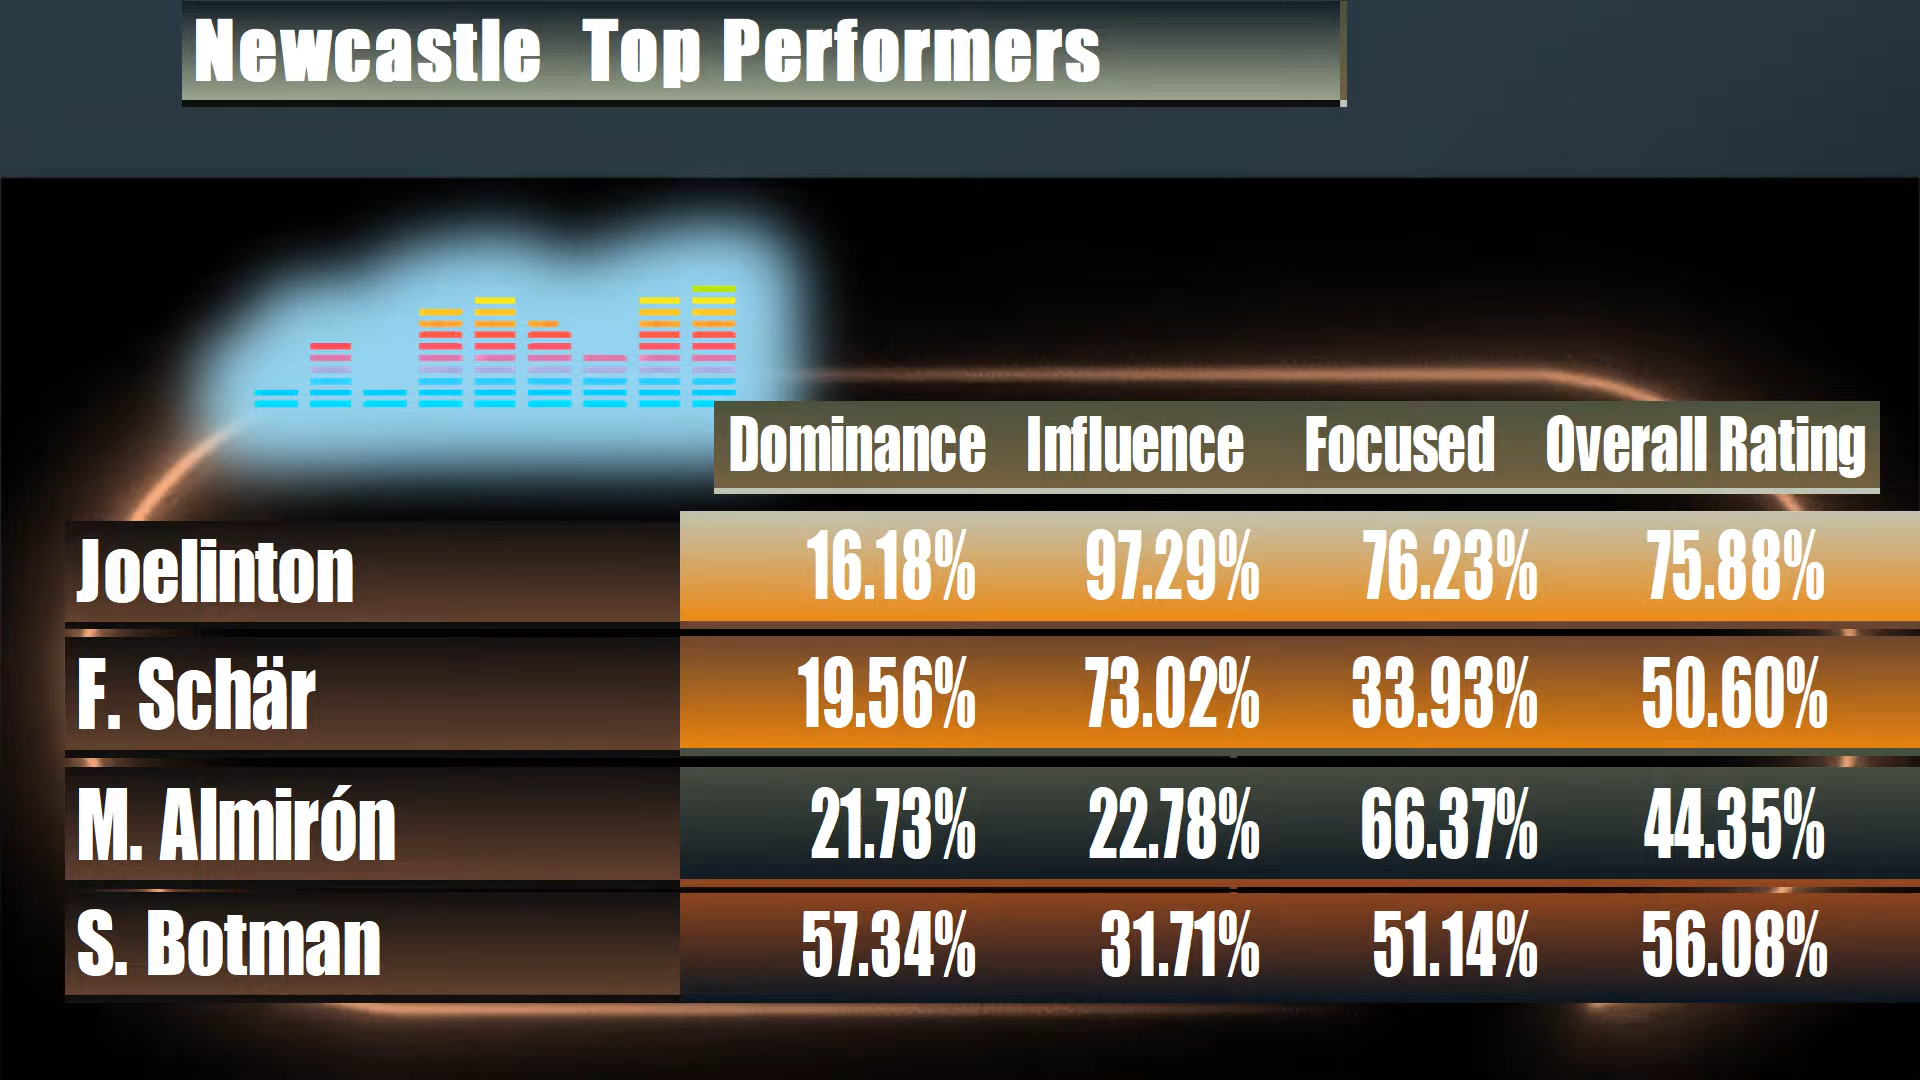 Newcastle Top Performers
Dominance Influence Focused Overall Rating
Joelinton 16.18% 97.29% 76.23% 75.88%
F. Schär 19.56% 73.02% 33.93% 50.60%
M. Almirón 21.73% 22.78% 66.37% 44.35%
S. Botman 57.34% 31.71% 51.14% 56.08%